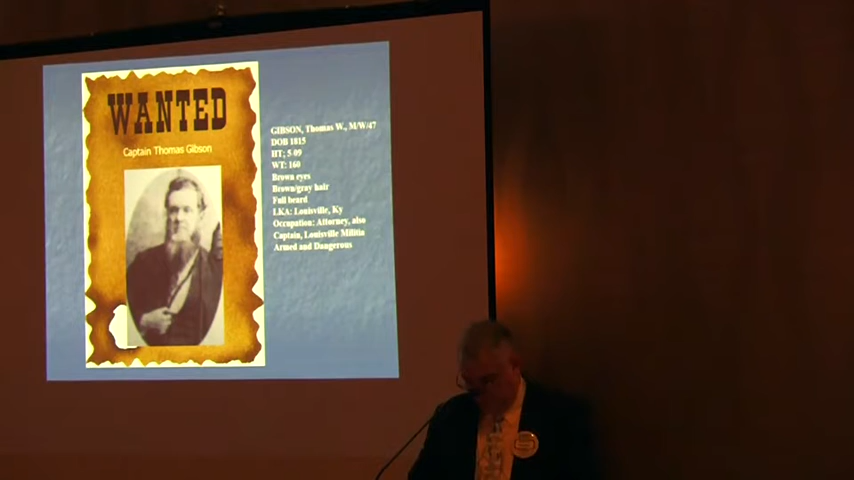 WANTED
Captain Thomas Gibson
GIBSON, Thomas W., M/W/47
DOB 1815
HT; 5 09
WT: 160
Brown eyes
Brown/gray hair
Full beard
LKA: Louisville, Ky
Occupation: Attorney, also
Captain, Louisville Militia
Armed and Dangerous